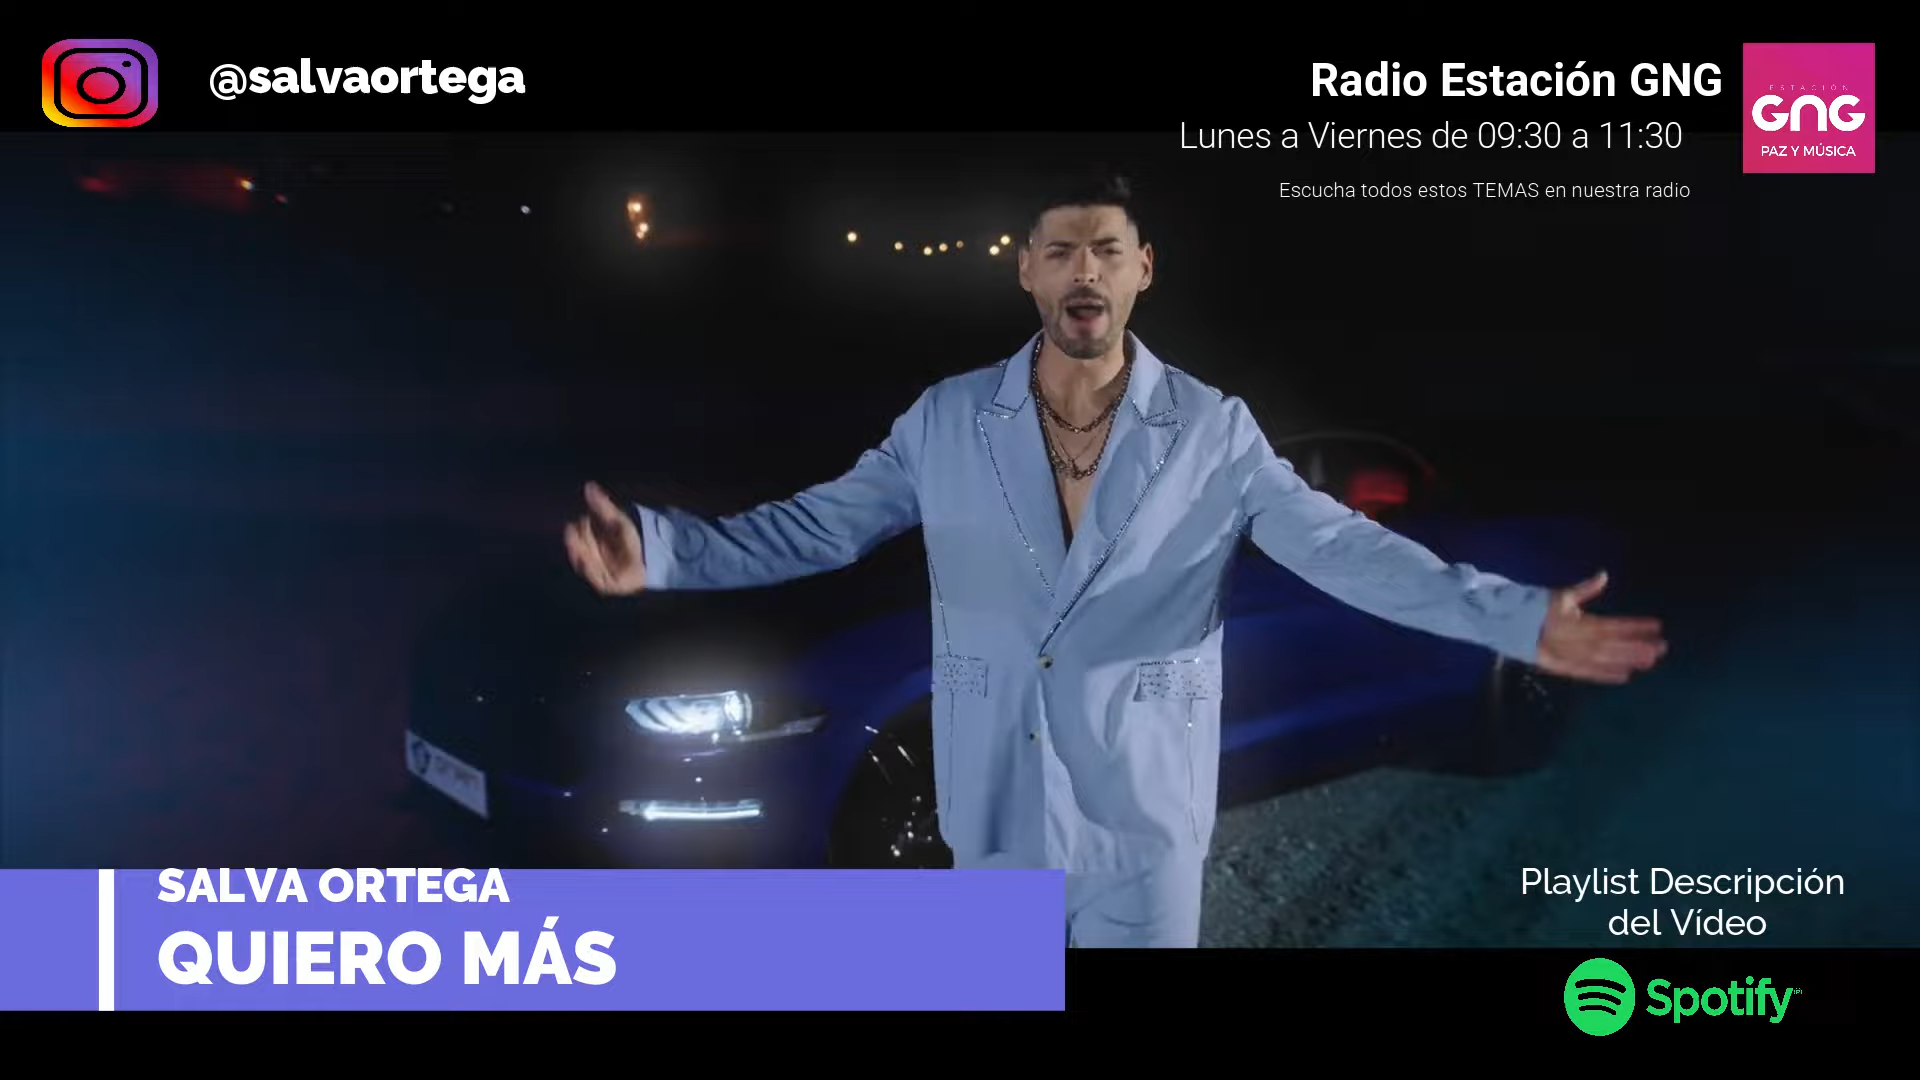 @salvaortega
Radio Estación GNG
Lunes a Viernes de 09:30 a 11:30
Escucha todos estos TEMAS en nuestra radio
ESTACIÓN
GNG
PAZ Y MÚSICA
SALVA ORTEGA
QUIERO MÁS
Playlist Descripción
del Vídeo
Spotify